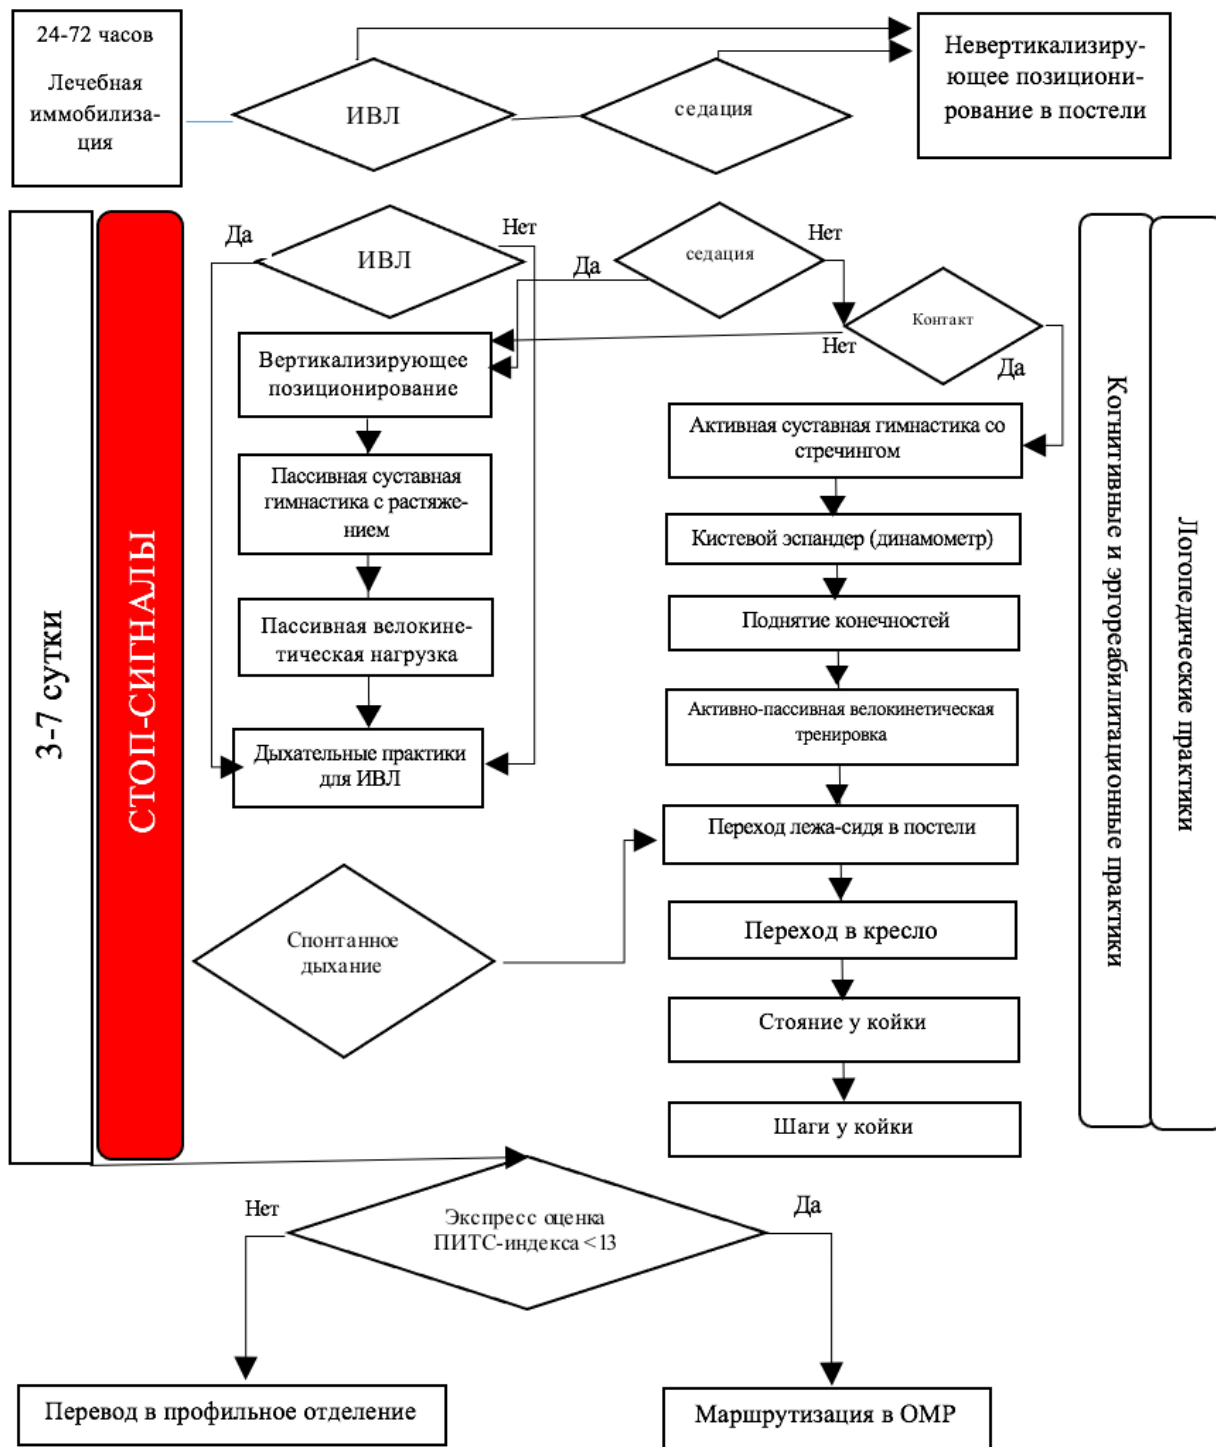 24-72 часов
Лечебная
иммобилиза-
ция
ИВЛ
седация
Невертикализиру-
ющее позициони-
рование в постели
3-7 сутки
СТОП-СИГНАЛЫ
Да
ИВЛ
Нет
Да
седация
Нет
Контакт
Нет
Да
Вертикализирующее
позиционирование
Пассивная суставная
гимнастика с растяже-
нием
Пассивная велокине-
тическая нагрузка
Дыхательные практики
для ИВЛ
Спонтанное
дыхание
Активная суставная гимнастика со
стречингом
Кистевой эспандер (динамометр)
Поднятие конечностей
Активно-пассивная велокинетическая
тренировка
Переход лежа-сидя в постели
Переход в кресло
Стояние у койки
Шаги у койки
Когнитивные и эргореабилитационные практики
Логопедические практики
Нет
Экспресс оценка
ПИТС-индекса <13
Да
Перевод в профильное отделение
Маршрутизация в ОМР